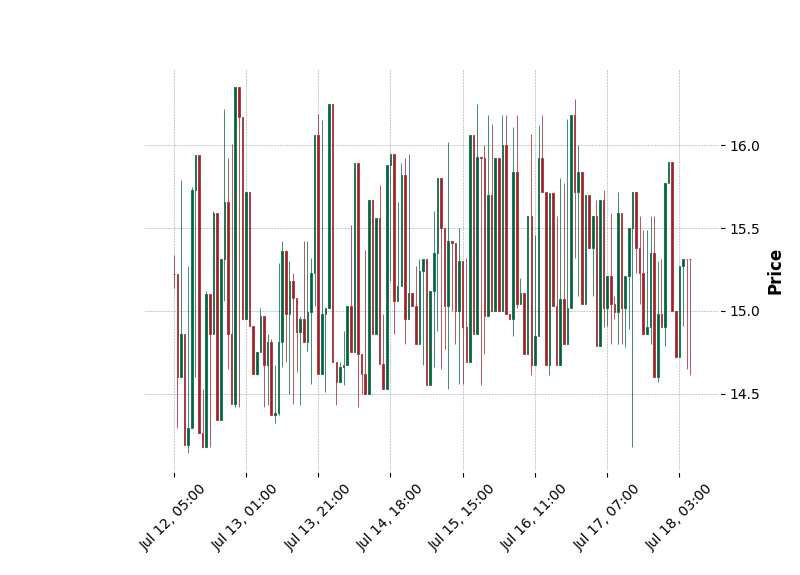 16.0
15.5
15.0
14.5
Price
Jul 12, 05:00
Jul 13, 01:00
Jul 13, 21:00
Jul 14, 18:00
Jul 15, 15:00
Jul 16, 11:00
Jul 17, 07:00
Jul 18, 03:00